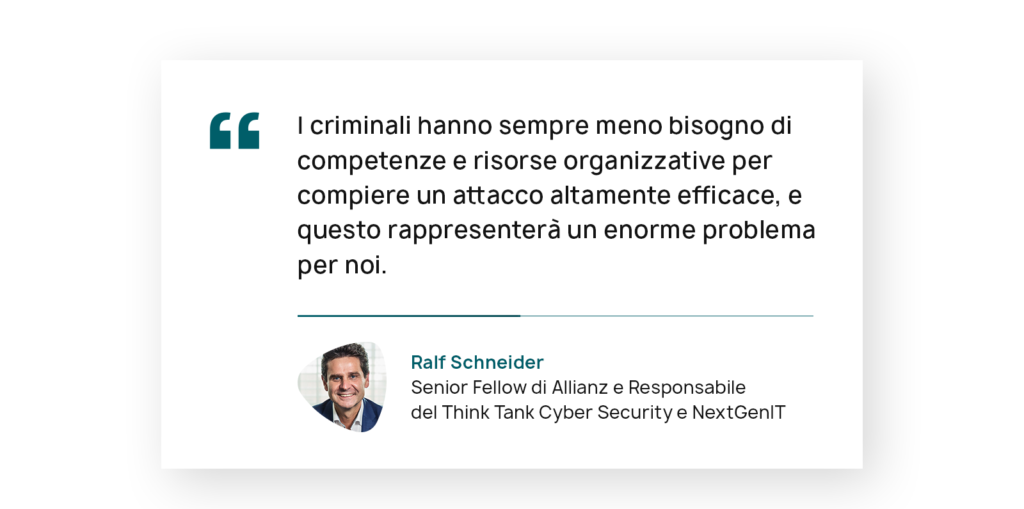 I criminali hanno sempre meno bisogno di
competenze e risorse organizzative per
compiere un attacco altamente efficace, e
questo rappresenterà un enorme problema
per noi.
Ralf Schneider
Senior Fellow di Allianz e Responsabile
del Think Tank Cyber Security e NextGenIT